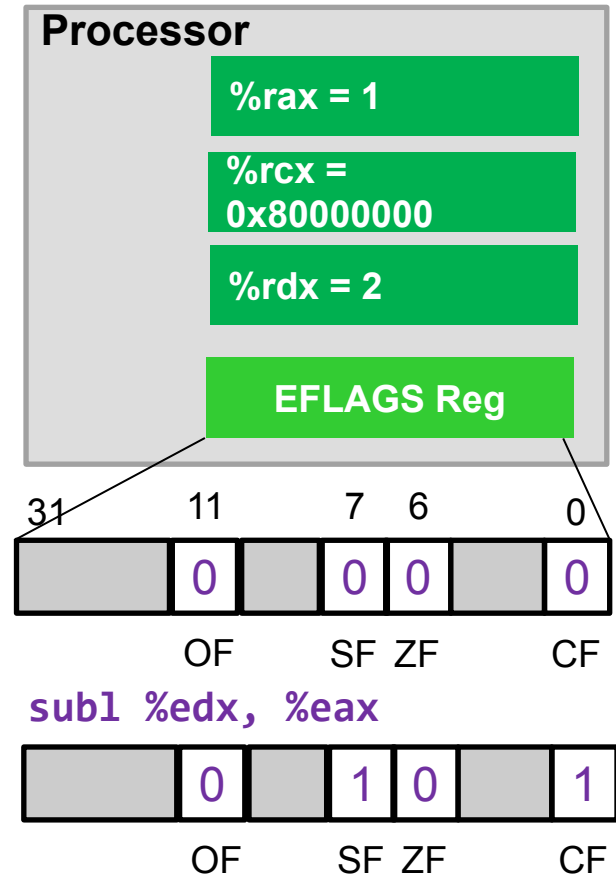 Processor
%rax = 1
%rcx =
0x80000000
%rdx = 2
EFLAGS Reg
31 11 7 6 0
0 0 0 0
OF SF ZF CF
subl %edx, %eax
0 1 0 1
OF SF ZF CF